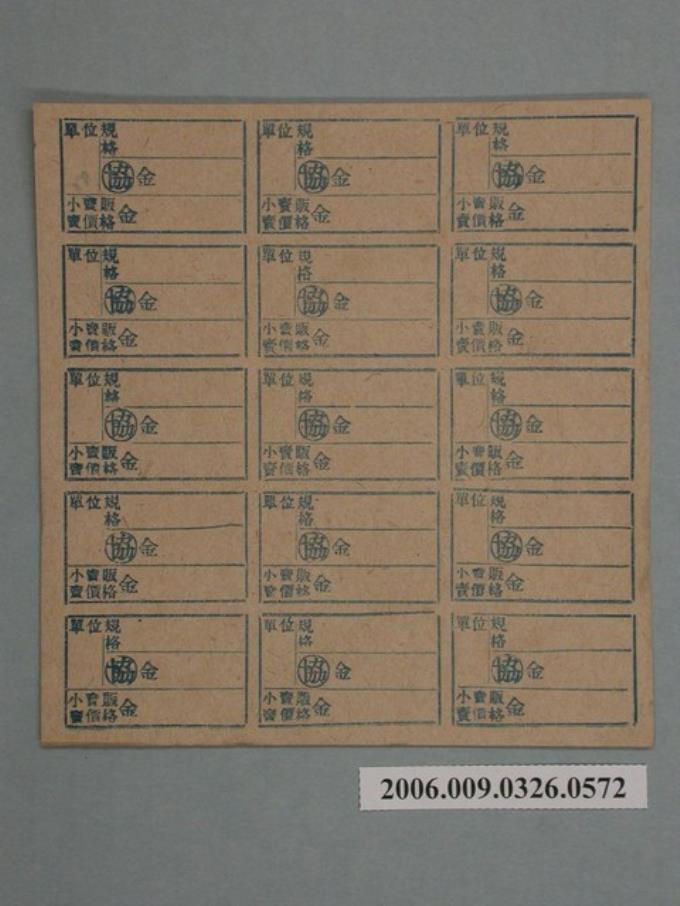 單位 規格 單位 規格 單位 規格
協 金 協 金 協 金
小賣販 小賣販 小賣販
賣價格 金 賣價格 金 賣價格 金
單位 規格 單位 規格 單位 規格
協 金 協 金 協 金
小賣販 小賣販 小賣販
賣價格 金 賣價格 金 賣價格 金
單位 規格 單位 規格 單位 規格
協 金 協 金 協 金
小賣販 小賣販 小賣販
賣價格 金 賣價格 金 賣價格 金
單位 規格 單位 規格 單位 規格
協 金 協 金 協 金
小賣販 小賣販 小賣販
賣價格 金 賣價格 金 賣價格 金
單位 規格 單位 規格 單位 規格
協 金 協 金 協 金
小賣販 小賣販 小賣販
賣價格 金 賣價格 金 賣價格 金
2006.009.0326.0572